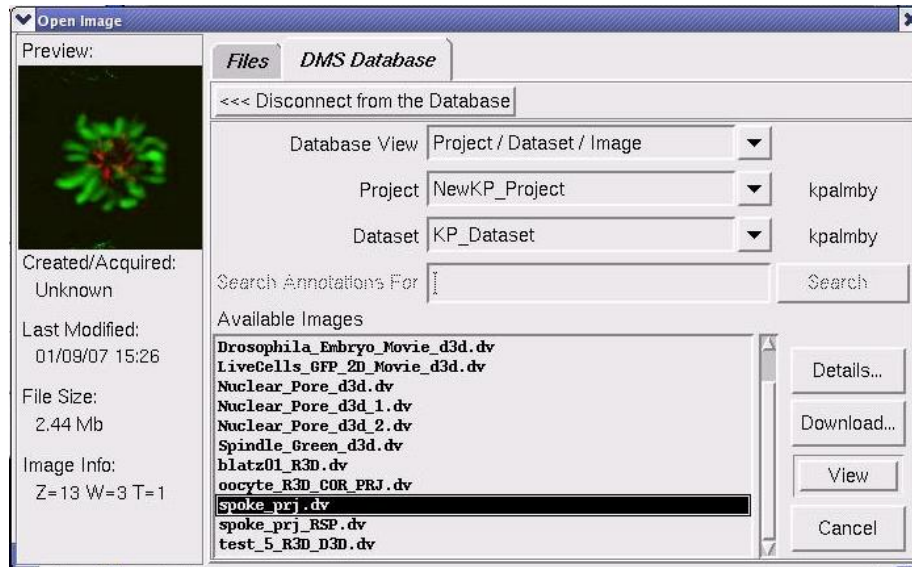 Open Image
Preview:
Created/Acquired:
Unknown
Last Modified:
01/09/07 15:26
File Size:
2.44 Mb
Image Info:
Z=13 W=3 T=1
Files
DMS Database
<<< Disconnect from the Database
Database View Project / Dataset / Image
Project NewKP_Project kpalmby
Dataset KP_Dataset kpalmby
Search Annotations For Search
Available Images
Drosophila_Embryo_Movie_d3d.dv
LiveCells_GFP_2D_Movie_d3d.dv
Nuclear_Pore_d3d.dv
Nuclear_Pore_d3d_1.dv
Nuclear_Pore_d3d_2.dv
Spindle_Green_d3d.dv
blatz01_R3D.dv
oocyte_R3D_COR_PRJ.dv
spoke_prj.dv
spoke_prj_RSP.dv
test_5_R3D_D3D.dv
Details...
Download...
View
Cancel